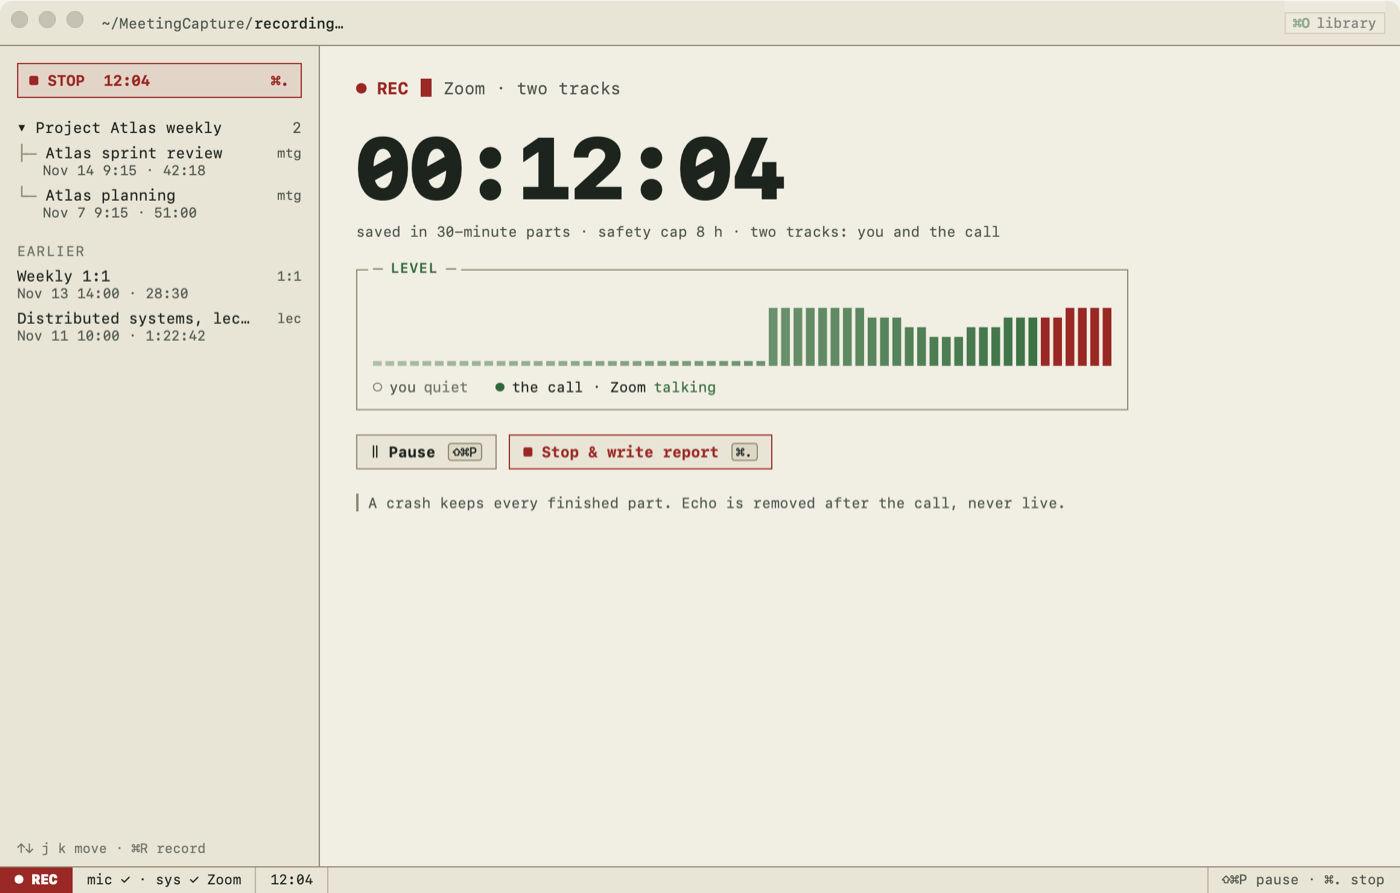 ~/MeetingCapture/recording…
⌘O library
STOP 12:04 ⌘.
▾ Project Atlas weekly 2
├─ Atlas sprint review mtg
Nov 14 9:15 · 42:18
└─ Atlas planning mtg
Nov 7 9:15 · 51:00
EARLIER
Weekly 1:1 1:1
Nov 13 14:00 · 28:30
Distributed systems, lec… lec
Nov 11 10:00 · 1:22:42
↑↓ j k move · ⌘R record
● REC Zoom · two tracks
00:12:04
saved in 30-minute parts · safety cap 8 h · two tracks: you and the call
─ LEVEL ─
○ you quiet ● the call · Zoom talking
‖ Pause ⇧⌘P
■ Stop & write report ⌘.
A crash keeps every finished part. Echo is removed after the call, never live.
● REC mic ✓ · sys ✓ Zoom 12:04
⇧⌘P pause · ⌘. stop